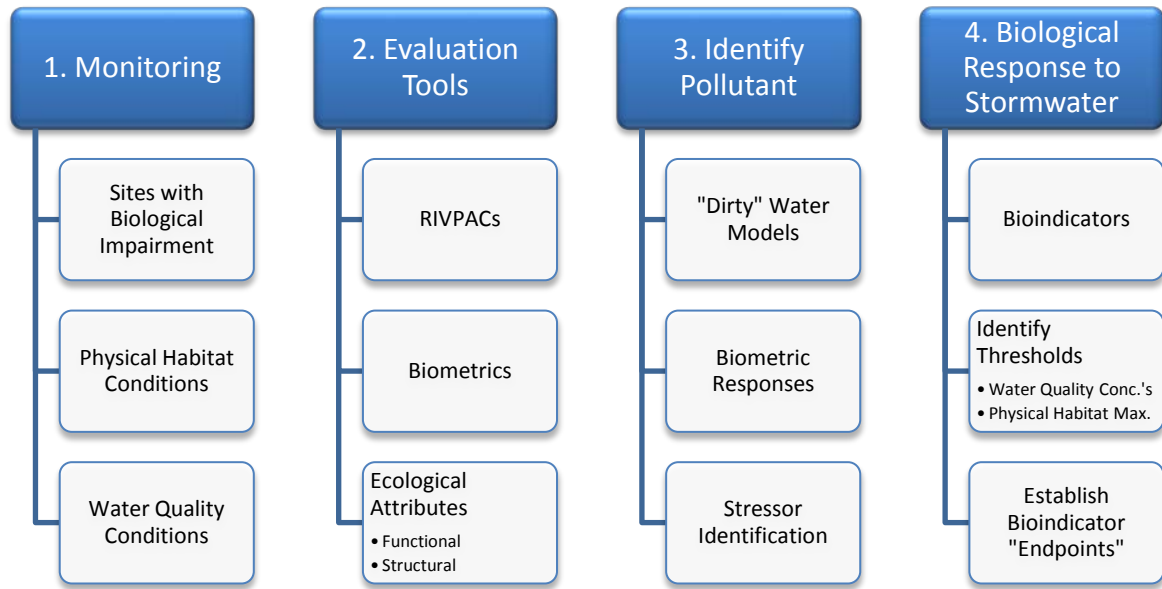 1. Monitoring
Sites with
Biological
Impairment
Physical Habitat
Conditions
Water Quality
Conditions
2. Evaluation
Tools
RIVPACs
Biometrics
Ecological
Attributes
• Functional
• Structural
3. Identify
Pollutant
"Dirty" Water
Models
Biometric
Responses
Stressor
Identification
4. Biological
Response to
Stormwater
Bioindicators
Identify
Thresholds
• Water Quality Conc.'s
• Physical Habitat Max.
Establish
Bioindicator
"Endpoints"